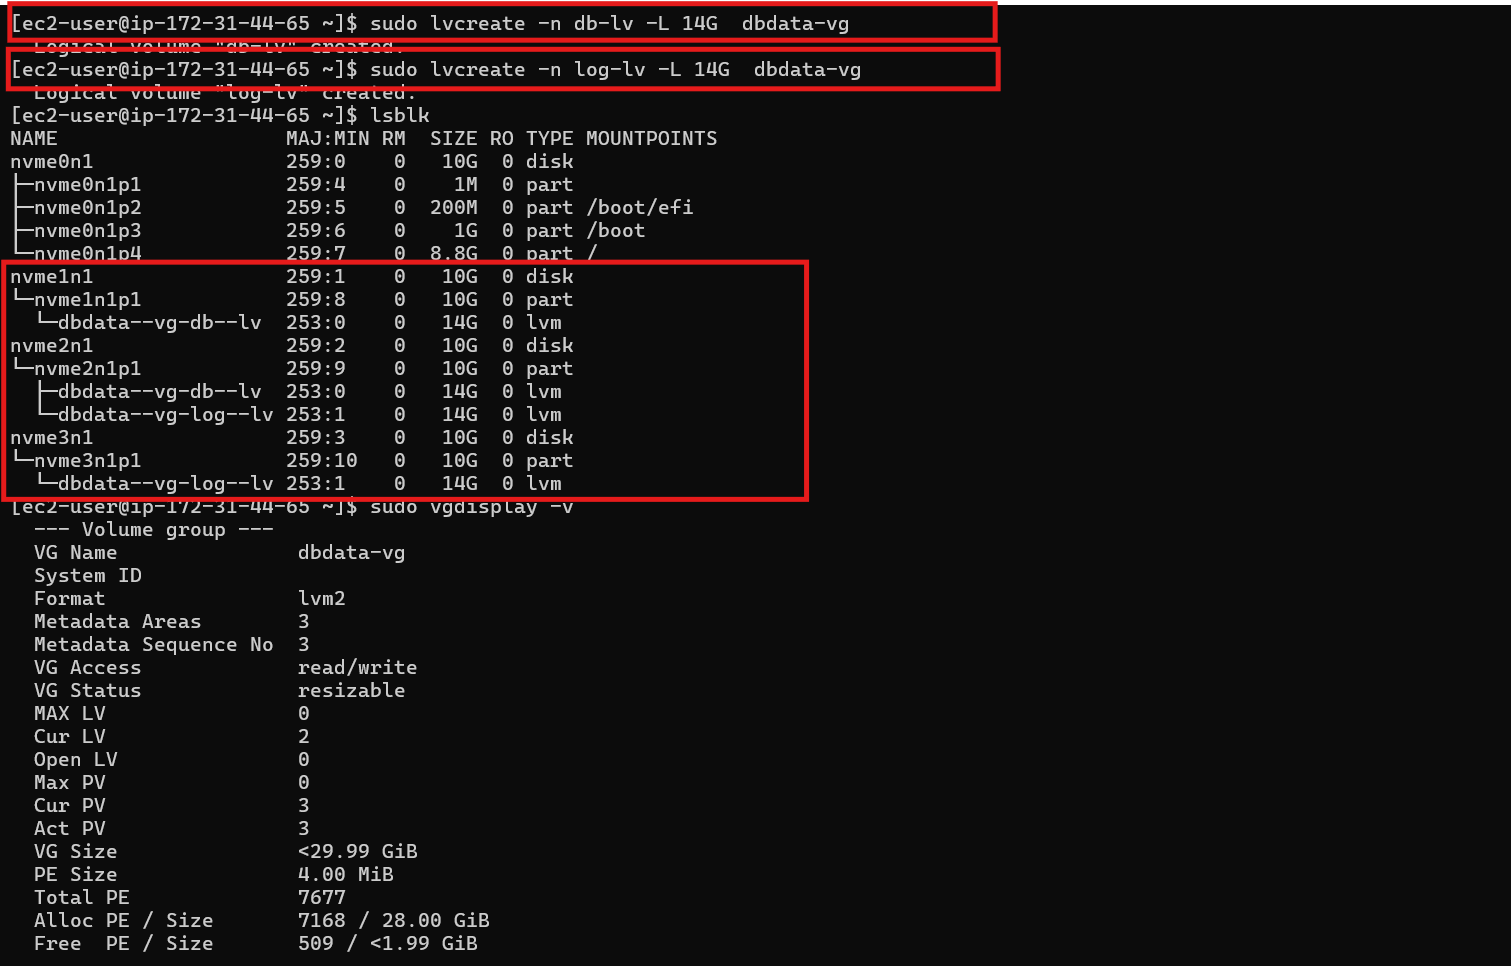 [ec2-user@ip-172-31-44-65 ~]$ sudo lvcreate -n db-lv -L 14G  dbdata-vg
  Logical volume "db-lv" created.
[ec2-user@ip-172-31-44-65 ~]$ sudo lvcreate -n log-lv -L 14G  dbdata-vg
  Logical volume "log-lv" created.
[ec2-user@ip-172-31-44-65 ~]$ lsblk
NAME                   MAJ:MIN RM  SIZE RO TYPE MOUNTPOINTS
nvme0n1                259:0    0   10G  0 disk
├─nvme0n1p1            259:4    0    1M  0 part
├─nvme0n1p2            259:5    0  200M  0 part /boot/efi
├─nvme0n1p3            259:6    0    1G  0 part /boot
└─nvme0n1p4            259:7    0  8.8G  0 part /
nvme1n1                259:1    0   10G  0 disk
└─nvme1n1p1            259:8    0   10G  0 part
  └─dbdata--vg-db--lv  253:0    0   14G  0 lvm
nvme2n1                259:2    0   10G  0 disk
└─nvme2n1p1            259:9    0   10G  0 part
  ├─dbdata--vg-db--lv  253:0    0   14G  0 lvm
  └─dbdata--vg-log--lv 253:1    0   14G  0 lvm
nvme3n1                259:3    0   10G  0 disk
└─nvme3n1p1            259:10   0   10G  0 part
  └─dbdata--vg-log--lv 253:1    0   14G  0 lvm
[ec2-user@ip-172-31-44-65 ~]$ sudo vgdisplay -v
  --- Volume group ---
  VG Name               dbdata-vg
  System ID
  Format                lvm2
  Metadata Areas        3
  Metadata Sequence No  3
  VG Access             read/write
  VG Status             resizable
  MAX LV                0
  Cur LV                2
  Open LV               0
  Max PV                0
  Cur PV                3
  Act PV                3
  VG Size               <29.99 GiB
  PE Size               4.00 MiB
  Total PE              7677
  Alloc PE / Size       7168 / 28.00 GiB
  Free  PE / Size       509 / <1.99 GiB